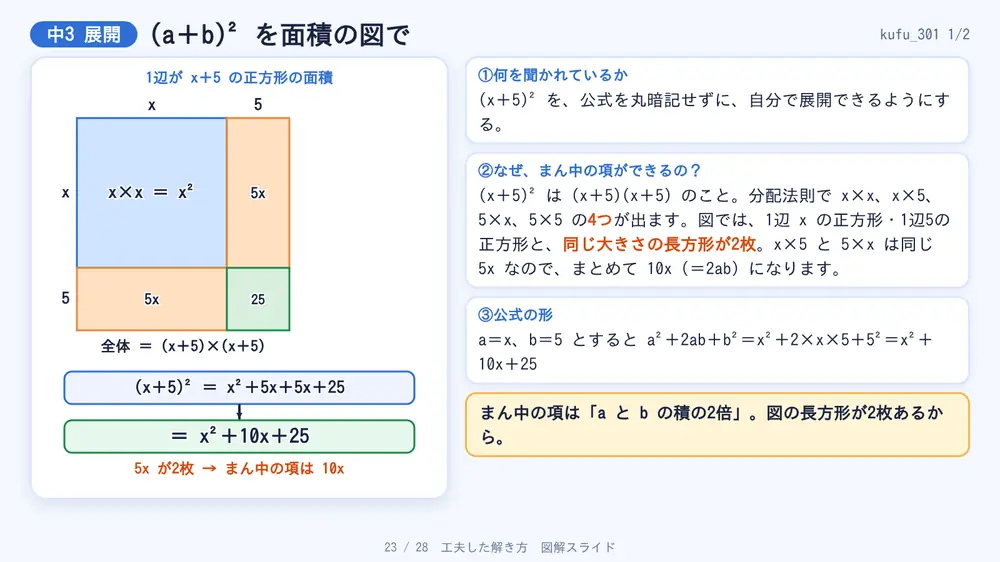 中3 展開 (a＋b)² を面積の図で
kufu_301 1/2
1辺が x＋5 の正方形の面積
x 5
x
x×x ＝ x²
5x
5
5x
25
全体 ＝ (x＋5)×(x＋5)
(x＋5)² ＝ x²＋5x＋5x＋25
＝ x²＋10x＋25
5x が2枚 → まん中の項は 10x
①何を聞かれているか
(x＋5)² を、公式を丸暗記せずに、自分で展開できるようにす
る。
②なぜ、まん中の項ができるの？
(x＋5)² は (x＋5)(x＋5) のこと。分配法則で x×x、x×5、
5×x、5×5 の4つが出ます。図では、1辺 x の正方形・1辺5の
正方形と、同じ大きさの長方形が2枚。x×5 と 5×x は同じ
5x なので、まとめて 10x（＝2ab）になります。
③公式の形
a＝x、b＝5 とすると a²＋2ab＋b²＝x²＋2×x×5＋5²＝x²＋
10x＋25
まん中の項は「a と b の積の2倍」。図の長方形が2枚あるか
ら。
23 / 28 工夫した解き方 図解スライド